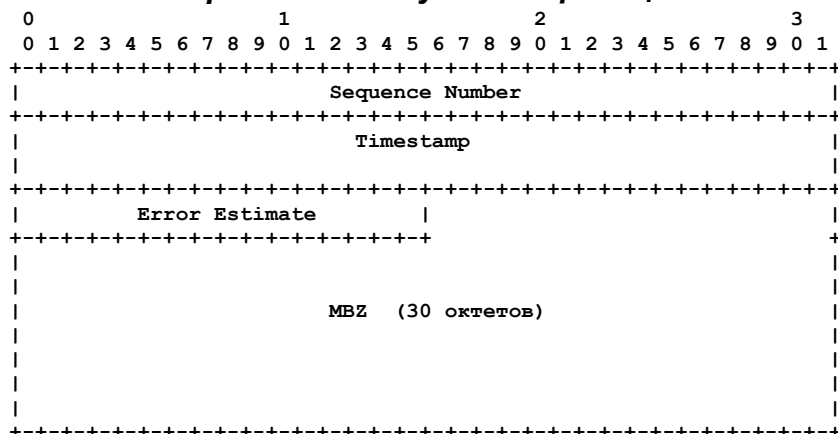 0                   1                   2                   3
0 1 2 3 4 5 6 7 8 9 0 1 2 3 4 5 6 7 8 9 0 1 2 3 4 5 6 7 8 9 0 1
+-+-+-+-+-+-+-+-+-+-+-+-+-+-+-+-+-+-+-+-+-+-+-+-+-+-+-+-+-+-+-+-+
| Sequence Number |
+-+-+-+-+-+-+-+-+-+-+-+-+-+-+-+-+-+-+-+-+-+-+-+-+-+-+-+-+-+-+-+-+
| Timestamp |
| |
+-+-+-+-+-+-+-+-+-+-+-+-+-+-+-+-+-+-+-+-+-+-+-+-+-+-+-+-+-+-+-+-+
| Error Estimate | |
+-+-+-+-+-+-+-+-+-+-+-+-+-+-+-+-+ +
| |
| |
| MBZ (30 октетов) |
| |
| |
| |
| |
+-+-+-+-+-+-+-+-+-+-+-+-+-+-+-+-+-+-+-+-+-+-+-+-+-+-+-+-+-+-+-+-+